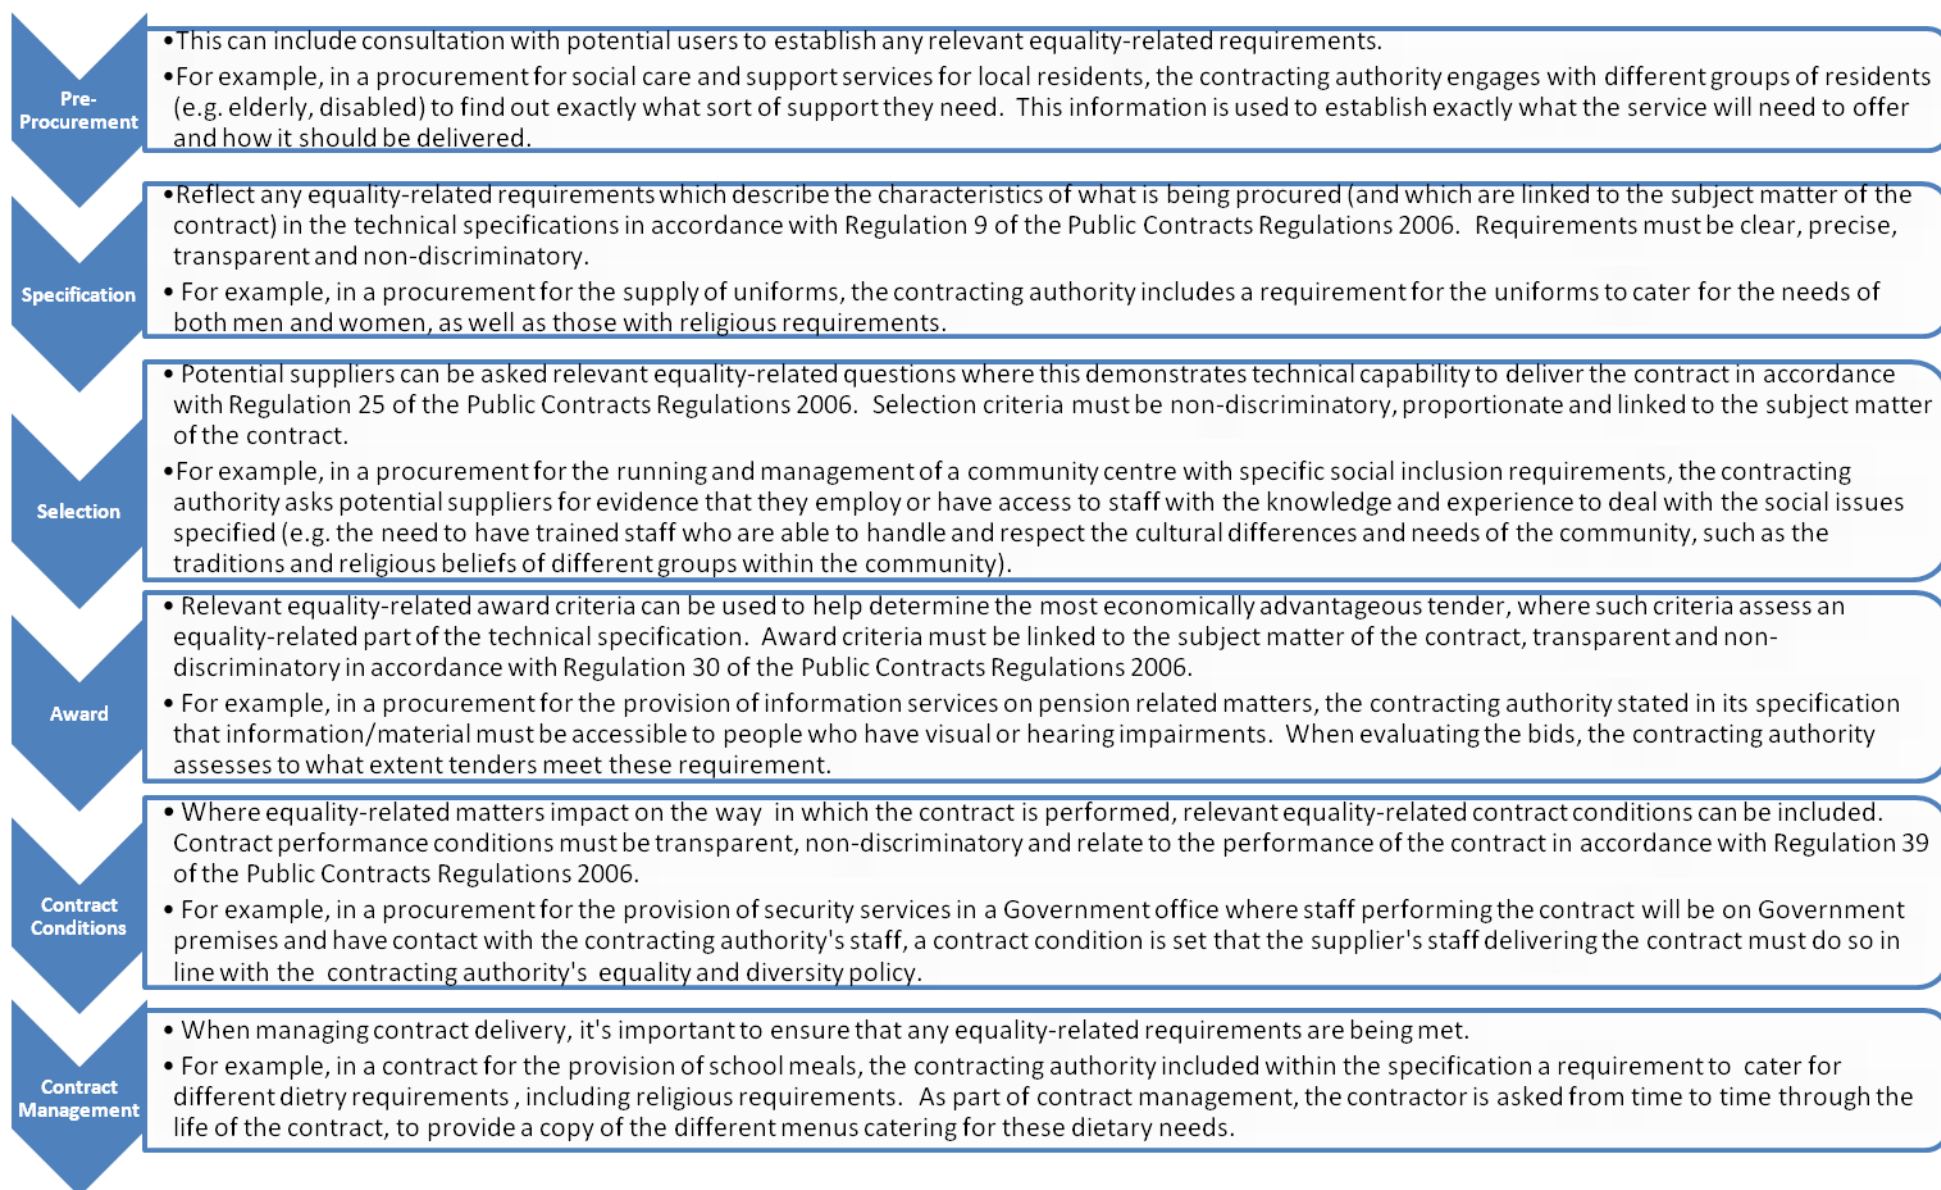 Pre-
Procurement
•This can include consultation with potential users to establish any relevant equality-related requirements.
•For example, in a procurement for social care and support services for local residents, the contracting authority engages with different groups of residents
(e.g. elderly, disabled) to find out exactly what sort of support they need. This information is used to establish exactly what the service will need to offer
and how it should be delivered.
Specification
•Reflect any equality-related requirements which describe the characteristics of what is being procured (and which are linked to the subject matter of the
contract) in the technical specifications in accordance with Regulation 9 of the Public Contracts Regulations 2006. Requirements must be clear, precise,
transparent and non-discriminatory.
• For example, in a procurement for the supply of uniforms, the contracting authority includes a requirement for the uniforms to cater for the needs of
both men and women, as well as those with religious requirements.
Selection
• Potential suppliers can be asked relevant equality-related questions where this demonstrates technical capability to deliver the contract in accordance
with Regulation 25 of the Public Contracts Regulations 2006. Selection criteria must be non-discriminatory, proportionate and linked to the subject matter
of the contract.
•For example, in a procurement for the running and management of a community centre with specific social inclusion requirements, the contracting
authority asks potential suppliers for evidence that they employ or have access to staff with the knowledge and experience to deal with the social issues
specified (e.g. the need to have trained staff who are able to handle and respect the cultural differences and needs of the community, such as the
traditions and religious beliefs of different groups within the community).
Award
• Relevant equality-related award criteria can be used to help determine the most economically advantageous tender, where such criteria assess an
equality-related part of the technical specification. Award criteria must be linked to the subject matter of the contract, transparent and non-
discriminatory in accordance with Regulation 30 of the Public Contracts Regulations 2006.
• For example, in a procurement for the provision of information services on pension related matters, the contracting authority stated in its specification
that information/material must be accessible to people who have visual or hearing impairments. When evaluating the bids, the contracting authority
assesses to what extent tenders meet these requirement.
Contract
Conditions
• Where equality-related matters impact on the way in which the contract is performed, relevant equality-related contract conditions can be included.
Contract performance conditions must be transparent, non-discriminatory and relate to the performance of the contract in accordance with Regulation 39
of the Public Contracts Regulations 2006.
• For example, in a procurement for the provision of security services in a Government office where staff performing the contract will be on Government
premises and have contact with the contracting authority's staff, a contract condition is set that the supplier's staff delivering the contract must do so in
line with the contracting authority's equality and diversity policy.
Contract
Management
• When managing contract delivery, it's important to ensure that any equality-related requirements are being met.
• For example, in a contract for the provision of school meals, the contracting authority included within the specification a requirement to cater for
different dietry requirements , including religious requirements. As part of contract management, the contractor is asked from time to time through the
life of the contract, to provide a copy of the different menus catering for these dietary needs.